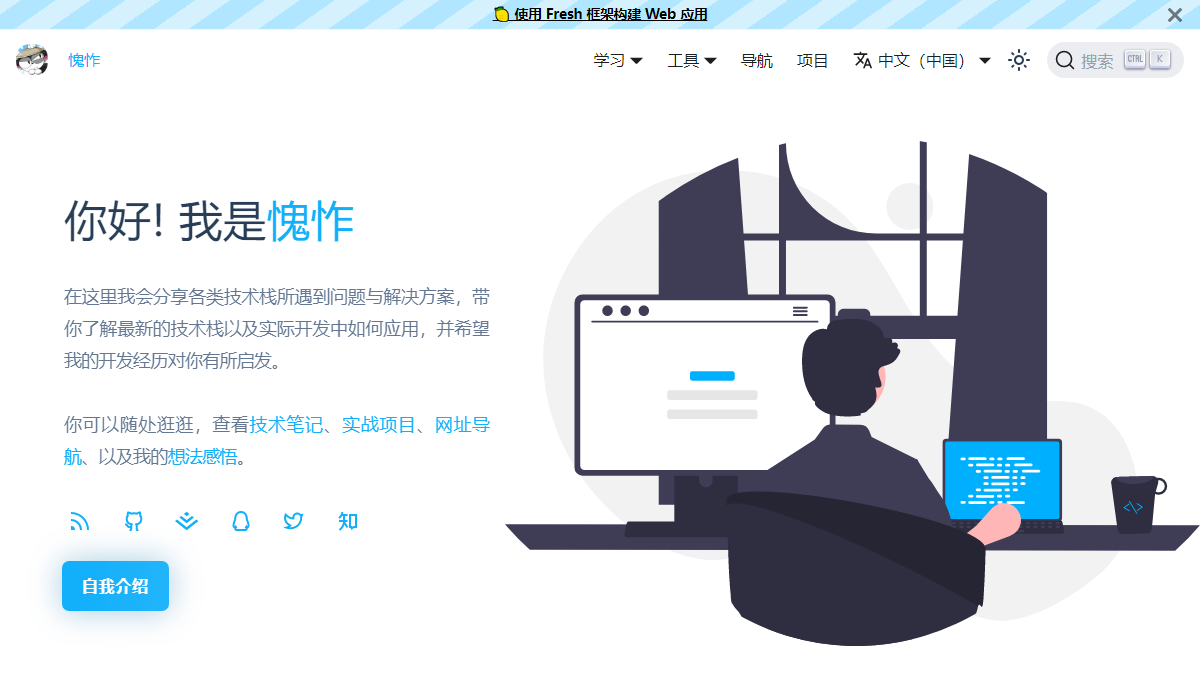 🍋 使用 Fresh 框架构建 Web 应用
愧怍
学习
工具
导航
项目
中文（中国）
搜索
CTRL
K
你好! 我是愧怍
在这里我会分享各类技术栈所遇到问题与解决方案，带
你了解最新的技术栈以及实际开发中如何应用，并希望
我的开发经历对你有所启发。
你可以随处逛逛，查看技术笔记、实战项目、网址导
航、以及我的想法感悟。
知
自我介绍